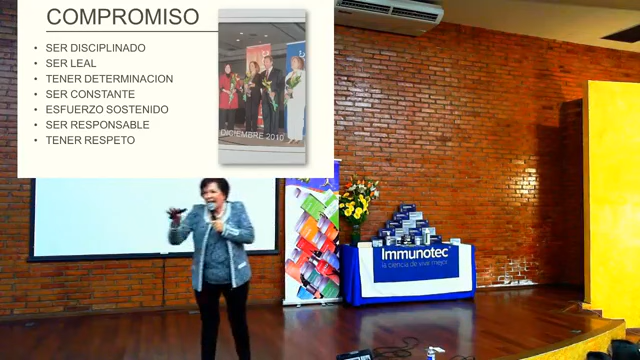 COMPROMISO
• SER DISCIPLINADO
• SER LEAL
• TENER DETERMINACION
• SER CONSTANTE
• ESFUERZO SOSTENIDO
• SER RESPONSABLE
• TENER RESPETO
DICIEMBRE 2010
Immunotec
la ciencia de vivir mejor